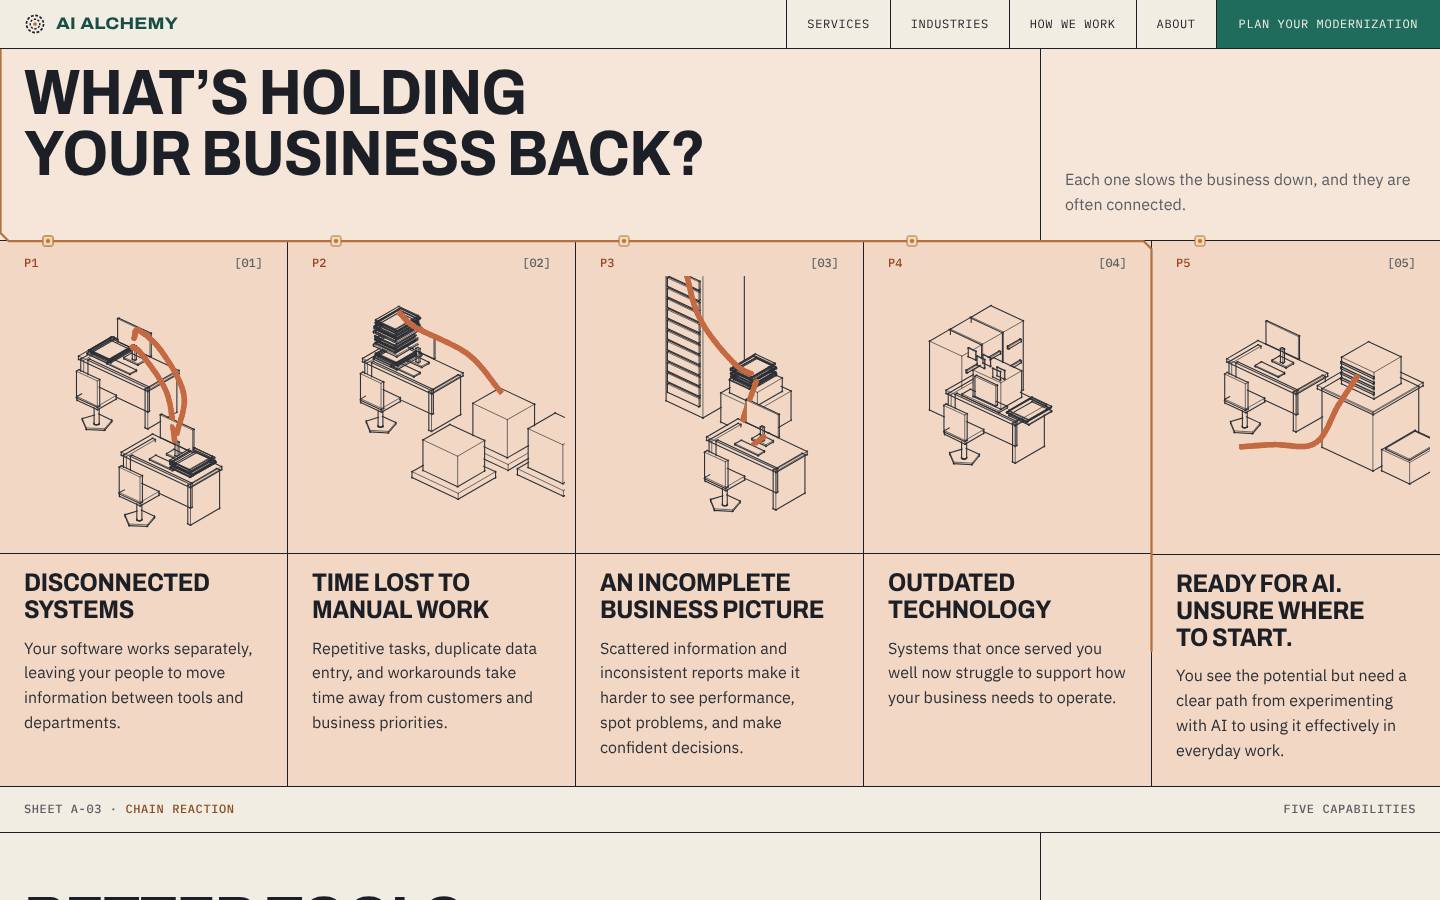 AI ALCHEMY
SERVICES
INDUSTRIES
HOW WE WORK
ABOUT
PLAN YOUR MODERNIZATION
WHAT’S HOLDING
YOUR BUSINESS BACK?
Each one slows the business down, and they are
often connected.
P1
[01]
P2
[02]
P3
[03]
P4
[04]
P5
[05]
DISCONNECTED
SYSTEMS
Your software works separately,
leaving your people to move
information between tools and
departments.
TIME LOST TO
MANUAL WORK
Repetitive tasks, duplicate data
entry, and workarounds take
time away from customers and
business priorities.
AN INCOMPLETE
BUSINESS PICTURE
Scattered information and
inconsistent reports make it
harder to see performance,
spot problems, and make
confident decisions.
OUTDATED
TECHNOLOGY
Systems that once served you
well now struggle to support how
your business needs to operate.
READY FOR AI.
UNSURE WHERE
TO START.
You see the potential but need a
clear path from experimenting
with AI to using it effectively in
everyday work.
SHEET A-03 · CHAIN REACTION
FIVE CAPABILITIES